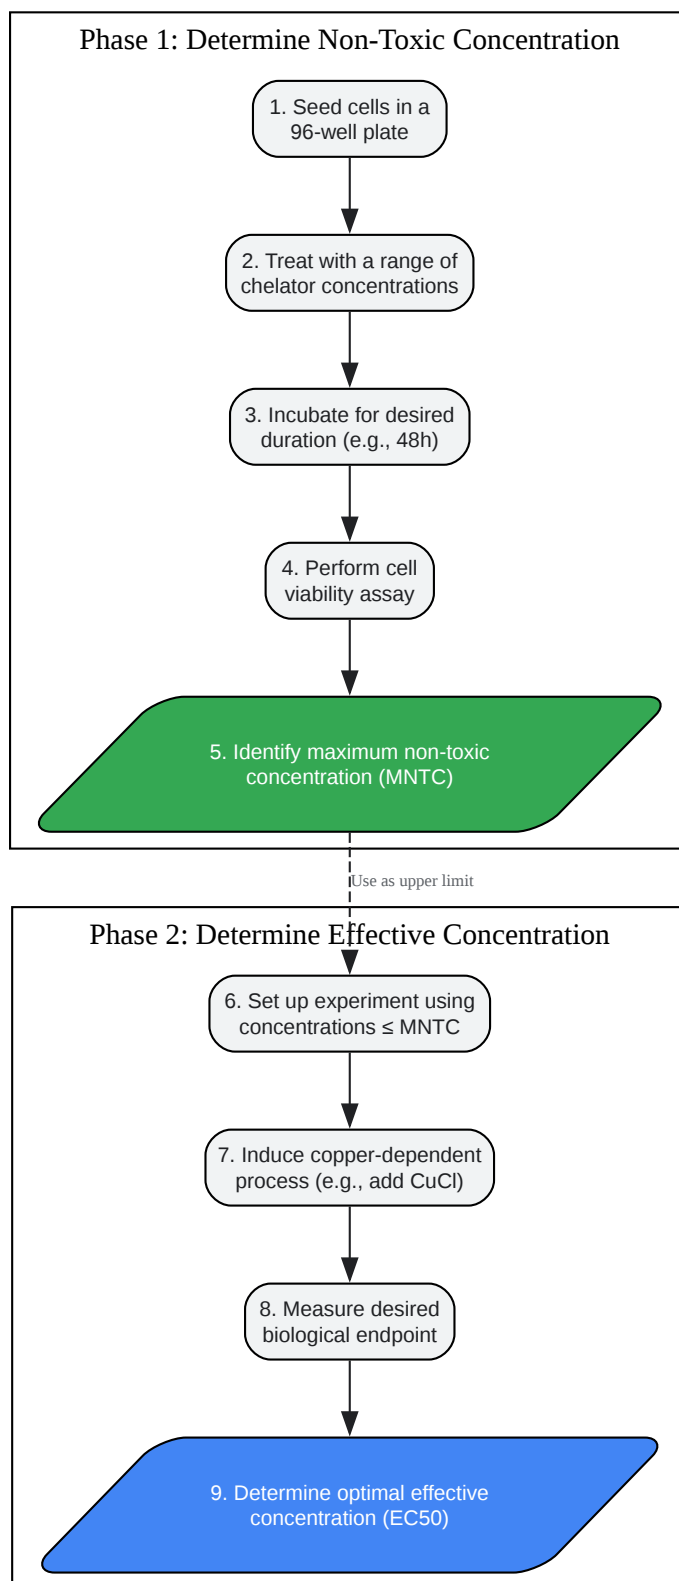 Phase 1: Determine Non-Toxic Concentration
1. Seed cells in a
96-well plate
2. Treat with a range of
chelator concentrations
3. Incubate for desired
duration (e.g., 48h)
4. Perform cell
viability assay
5. Identify maximum non-toxic
concentration (MNTC)
Use as upper limit
Phase 2: Determine Effective Concentration
6. Set up experiment using
concentrations ≤ MNTC
7. Induce copper-dependent
process (e.g., add CuCl)
8. Measure desired
biological endpoint
9. Determine optimal effective
concentration (EC50)